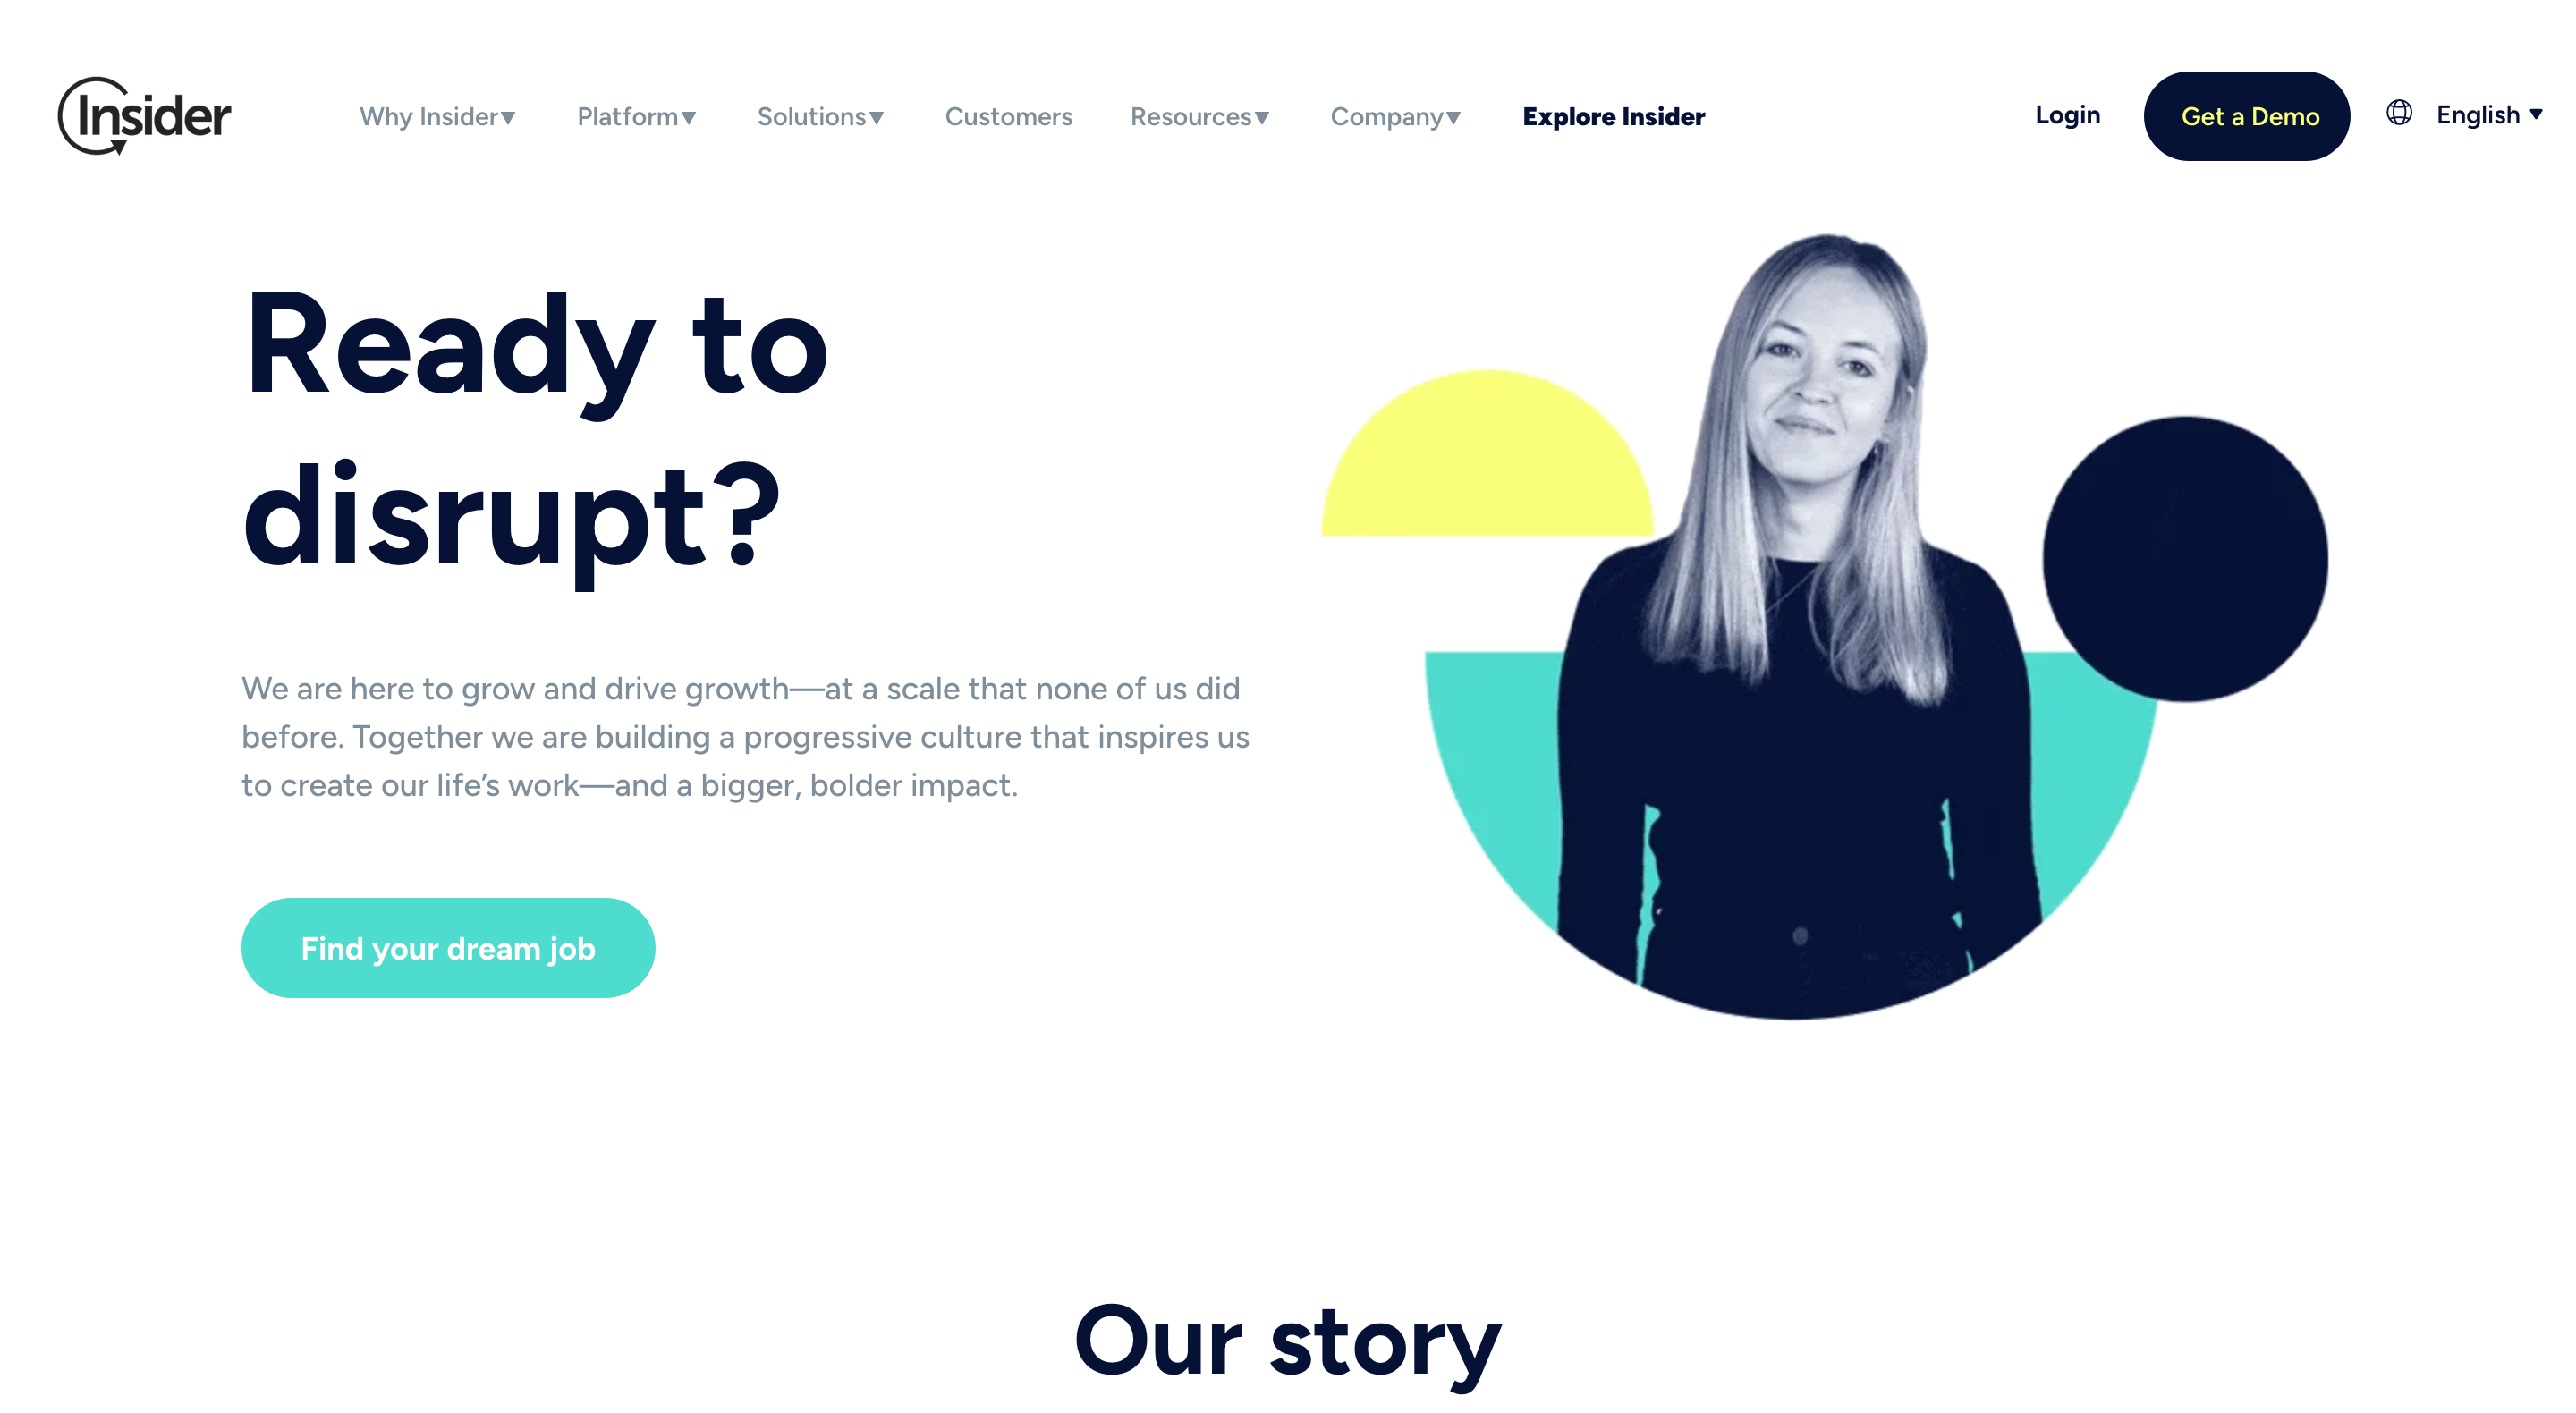 Insider
Why Insider
Platform
Solutions
Customers
Resources
Company
Explore Insider
Login
Get a Demo
English
Ready to
disrupt?
We are here to grow and drive growth—at a scale that none of us did
before. Together we are building a progressive culture that inspires us
to create our life’s work—and a bigger, bolder impact.
Find your dream job
Our story